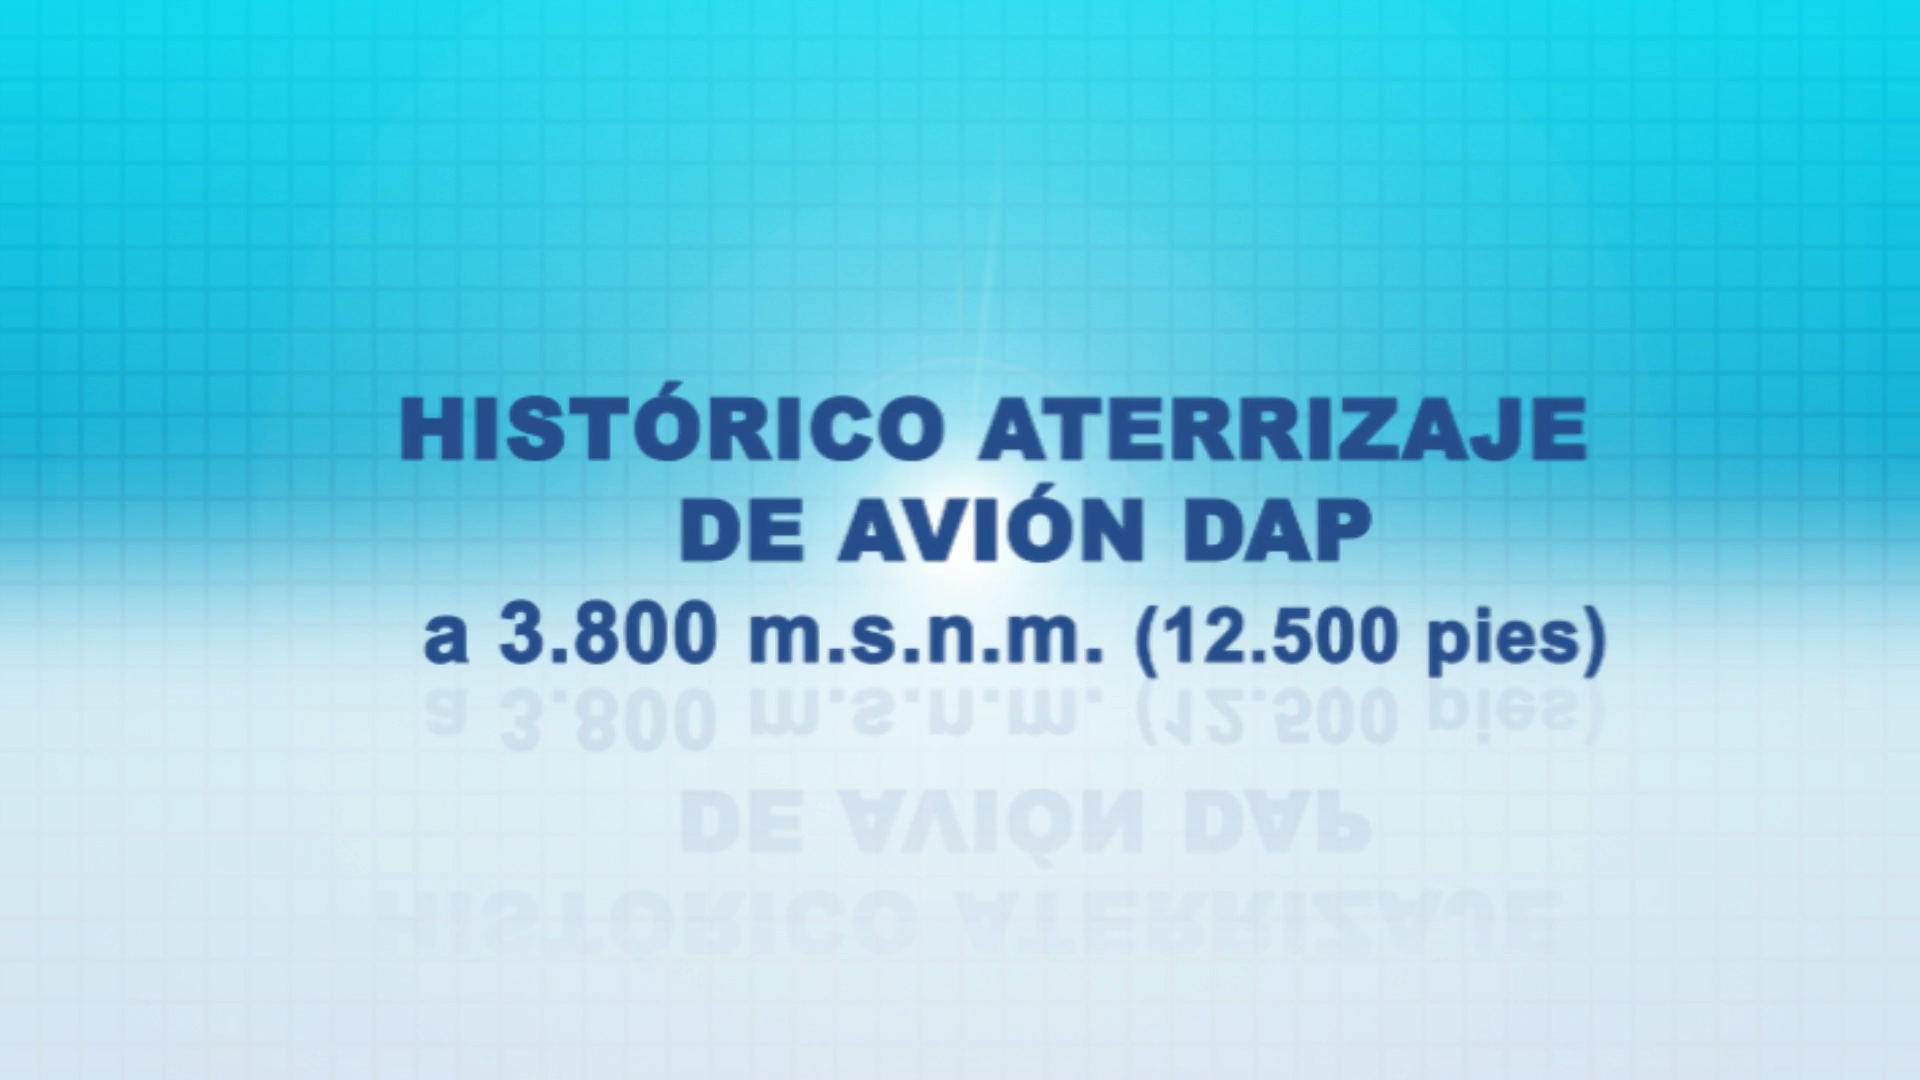 HISTÓRICO ATERRIZAJE
DE AVIÓN DAP
a 3.800 m.s.n.m. (12.500 pies)